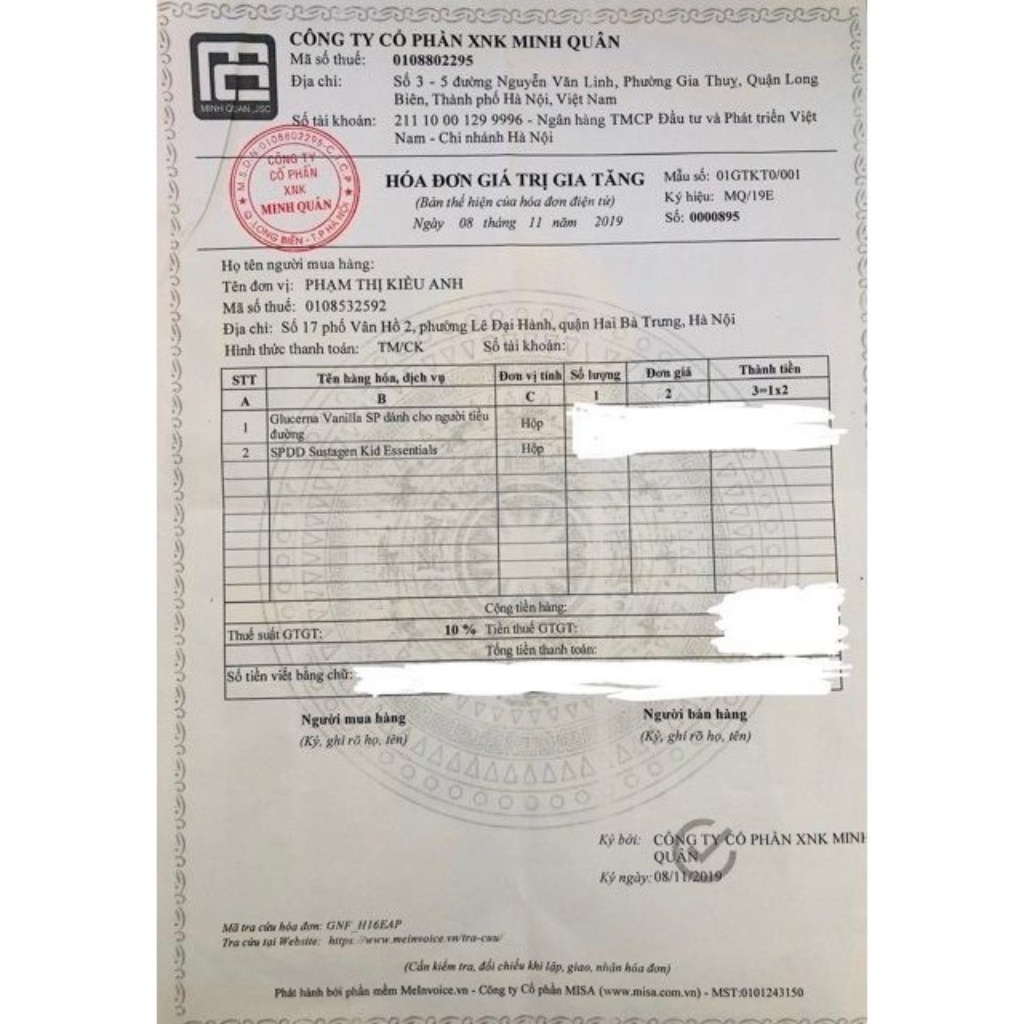 CÔNG TY CỔ PHẦN XNK MINH QUÂN
Mã số thuế: 0108802295
Địa chỉ: Số 3 - 5 đường Nguyễn Văn Linh, Phường Gia Thuỵ, Quận Long
Biên, Thành phố Hà Nội, Việt Nam
Số tài khoản: 211 10 00 129 9996 - Ngân hàng TMCP Đầu tư và Phát triển Việt
Nam - Chi nhánh Hà Nội
MINH QUAN .,JSC
M.S.D.N:0108802295-C.T.C.P
CÔNG TY
CỔ PHẦN
XNK
MINH QUÂN
Q.LONG BIÊN - T.P HÀ NỘI
HÓA ĐƠN GIÁ TRỊ GIA TĂNG
(Bản thể hiện của hóa đơn điện tử)
Ngày 08 tháng 11 năm 2019
Mẫu số: 01GTKT0/001
Ký hiệu: MQ/19E
Số: 0000895
Họ tên người mua hàng:
Tên đơn vị: PHẠM THỊ KIỀU ANH
Mã số thuế: 0108532592
Địa chỉ: Số 17 phố Vân Hồ 2, phường Lê Đại Hành, quận Hai Bà Trưng, Hà Nội
Hình thức thanh toán: TM/CK Số tài khoản:
STT Tên hàng hóa, dịch vụ Đơn vị tính Số lượng Đơn giá Thành tiền
A B C 1 2 3=1x2
1 Glucerna Vanilla SP dành cho người tiểu đường Hộp
2 SPDD Sustagen Kid Essentials Hộp
Cộng tiền hàng:
Thuế suất GTGT: 10 % Tiền thuế GTGT:
Tổng tiền thanh toán:
Số tiền viết bằng chữ:
Người mua hàng Người bán hàng
(Ký, ghi rõ họ, tên) (Ký, ghi rõ họ, tên)
Ký bởi: CÔNG TY CỔ PHẦN XNK MINH
QUÂN
Ký ngày: 08/11/2019
Mã tra cứu hóa đơn: GNF_H16EAP
Tra cứu tại Website: https://www.meinvoice.vn/tra-cuu/
(Cần kiểm tra, đối chiếu khi lập, giao, nhận hóa đơn)
Phát hành bởi phần mềm MeInvoice.vn - Công ty Cổ phần MISA (www.misa.com.vn) - MST:0101243150